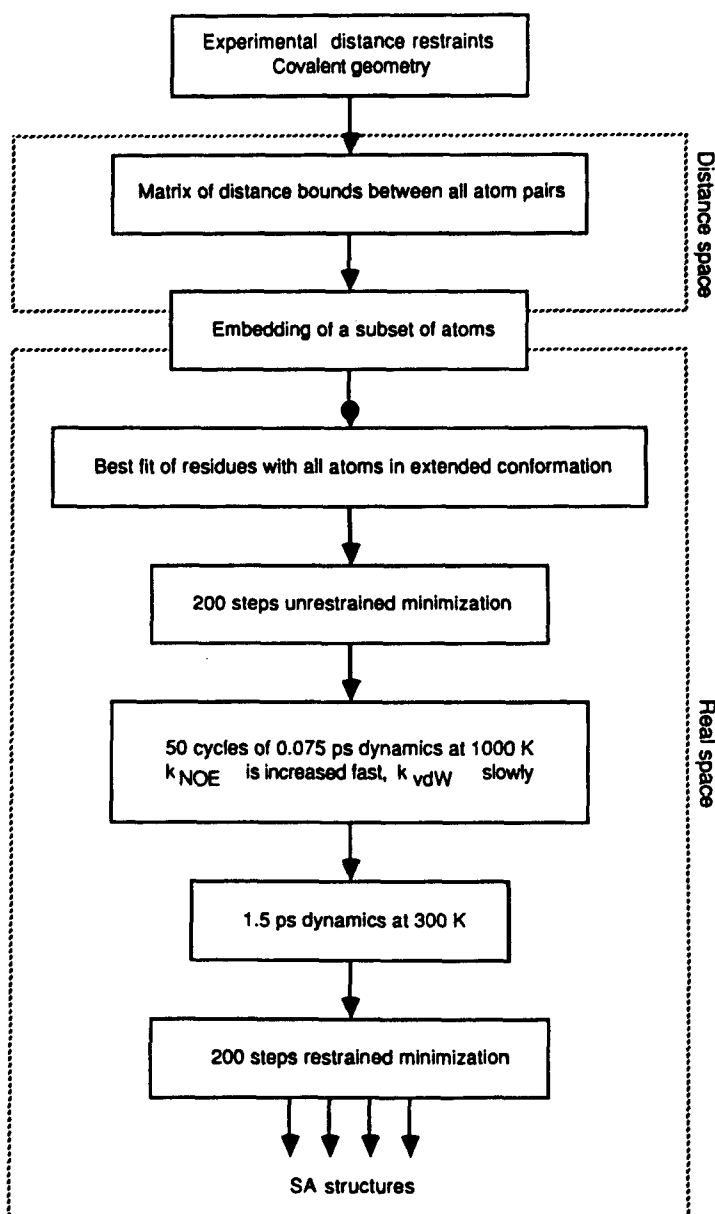 Experimental distance restraints
Covalent geometry
Distance space
Matrix of distance bounds between all atom pairs
Embedding of a subset of atoms
Real space
Best fit of residues with all atoms in extended conformation
200 steps unrestrained minimization
50 cycles of 0.075 ps dynamics at 1000 K
k NOE is increased fast, k vdW slowly
1.5 ps dynamics at 300 K
200 steps restrained minimization
SA structures